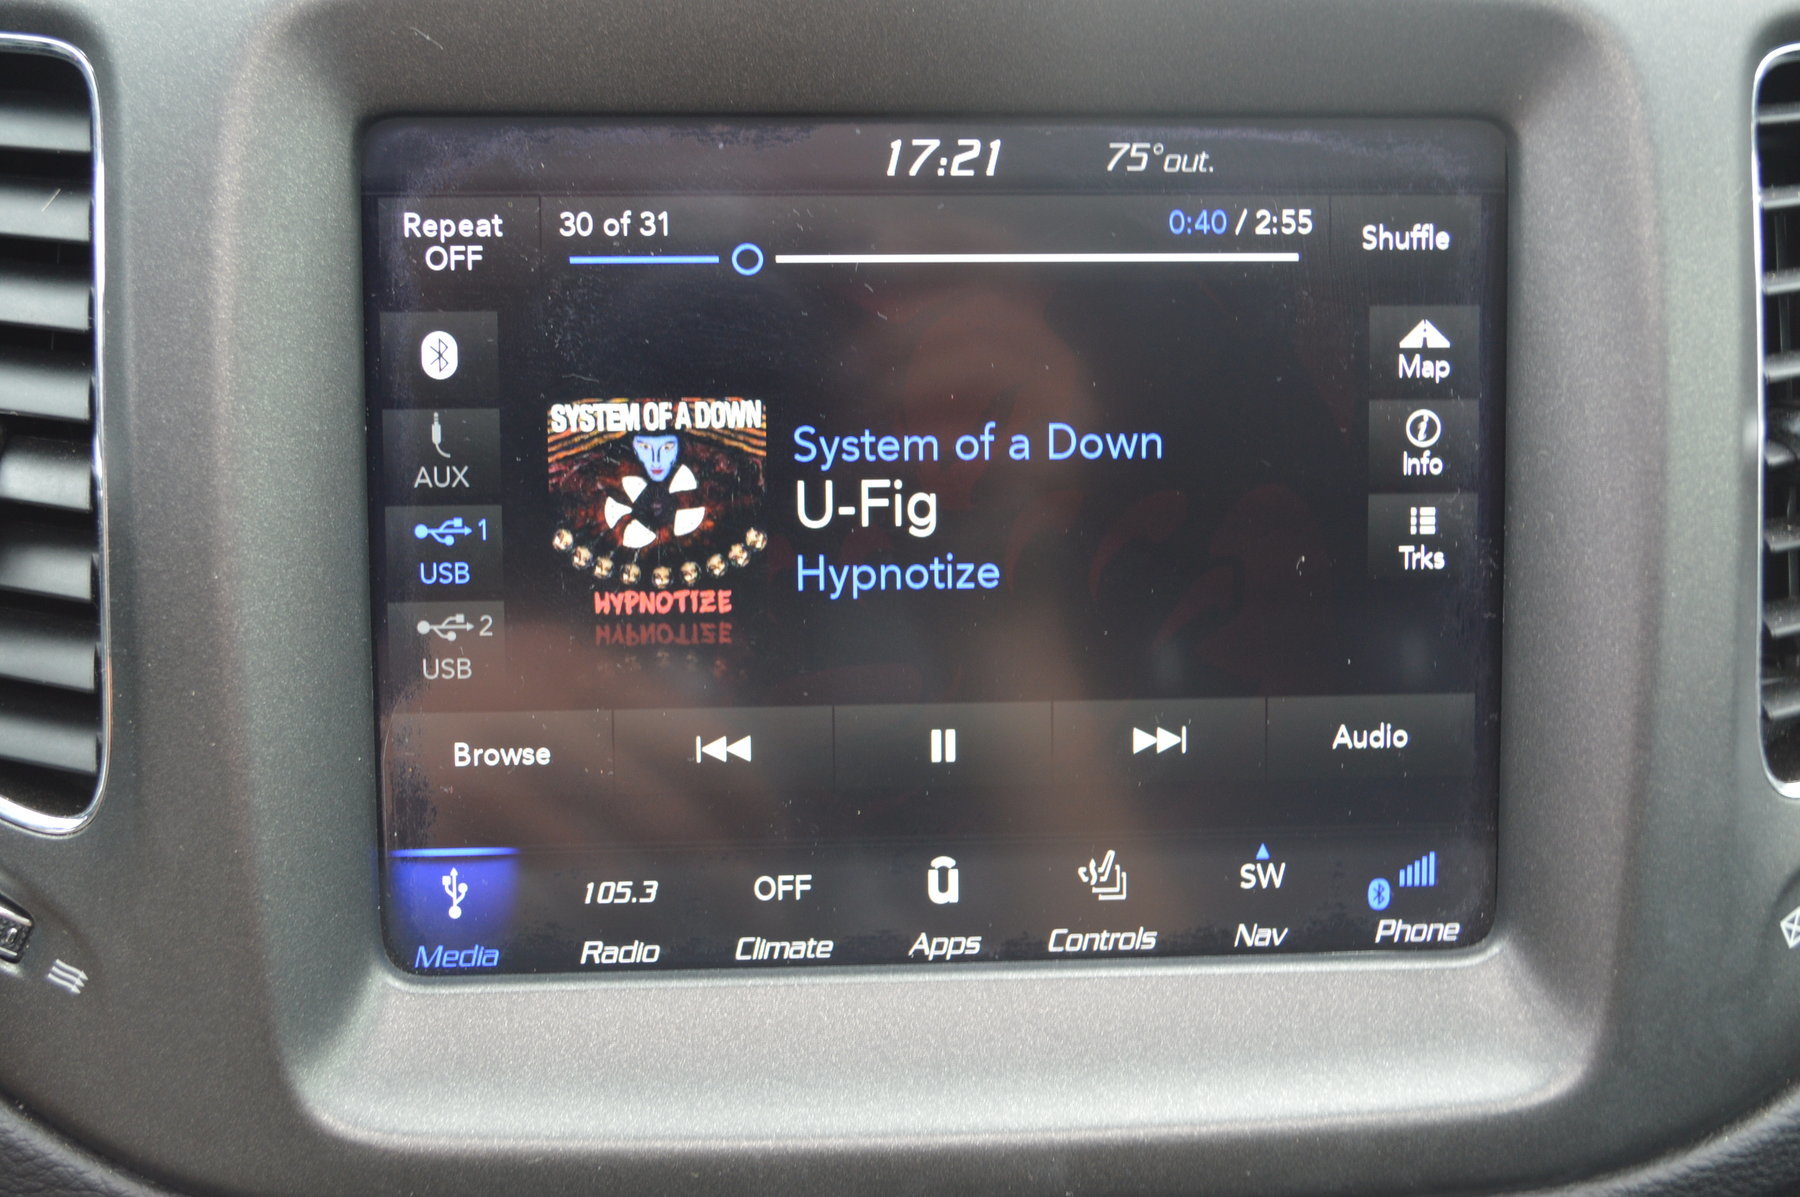 17:21 75°out.
Repeat
OFF
30 of 31
0:40 / 2:55
Shuffle
Map
AUX
Info
1
USB
Trks
2
USB
SYSTEM OF A DOWN
HYPNOTIZE
System of a Down
U-Fig
Hypnotize
Browse
Audio
Media
105.3
Radio
OFF
Climate
ū
Apps
Controls
SW
Nav
Phone